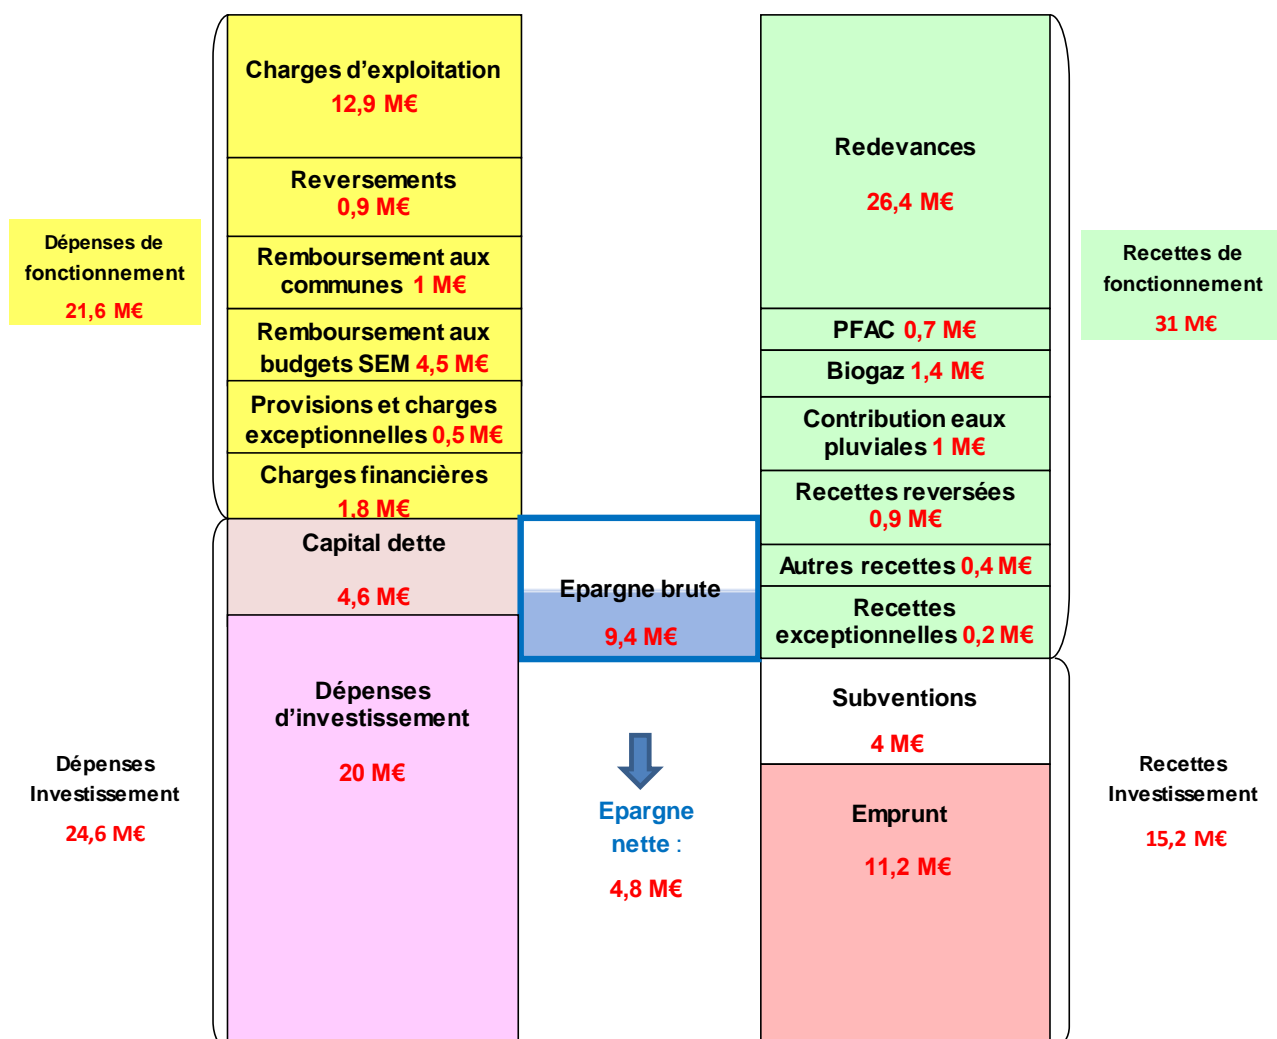 Dépenses de
fonctionnement
21,6 M€
Charges d’exploitation
12,9 M€
Reversements
0,9 M€
Remboursement aux
communes 1 M€
Remboursement aux
budgets SEM 4,5 M€
Provisions et charges
exceptionnelles 0,5 M€
Charges financières
1,8 M€
Capital dette
4,6 M€
Dépenses
d’investissement
20 M€
Dépenses
Investissement
24,6 M€
Epargne brute
9,4 M€
Epargne
nette :
4,8 M€
Redevances
26,4 M€
PFAC 0,7 M€
Biogaz 1,4 M€
Contribution eaux
pluviales 1 M€
Recettes reversées
0,9 M€
Autres recettes 0,4 M€
Recettes
exceptionnelles 0,2 M€
Subventions
4 M€
Emprunt
11,2 M€
Recettes de
fonctionnement
31 M€
Recettes
Investissement
15,2 M€